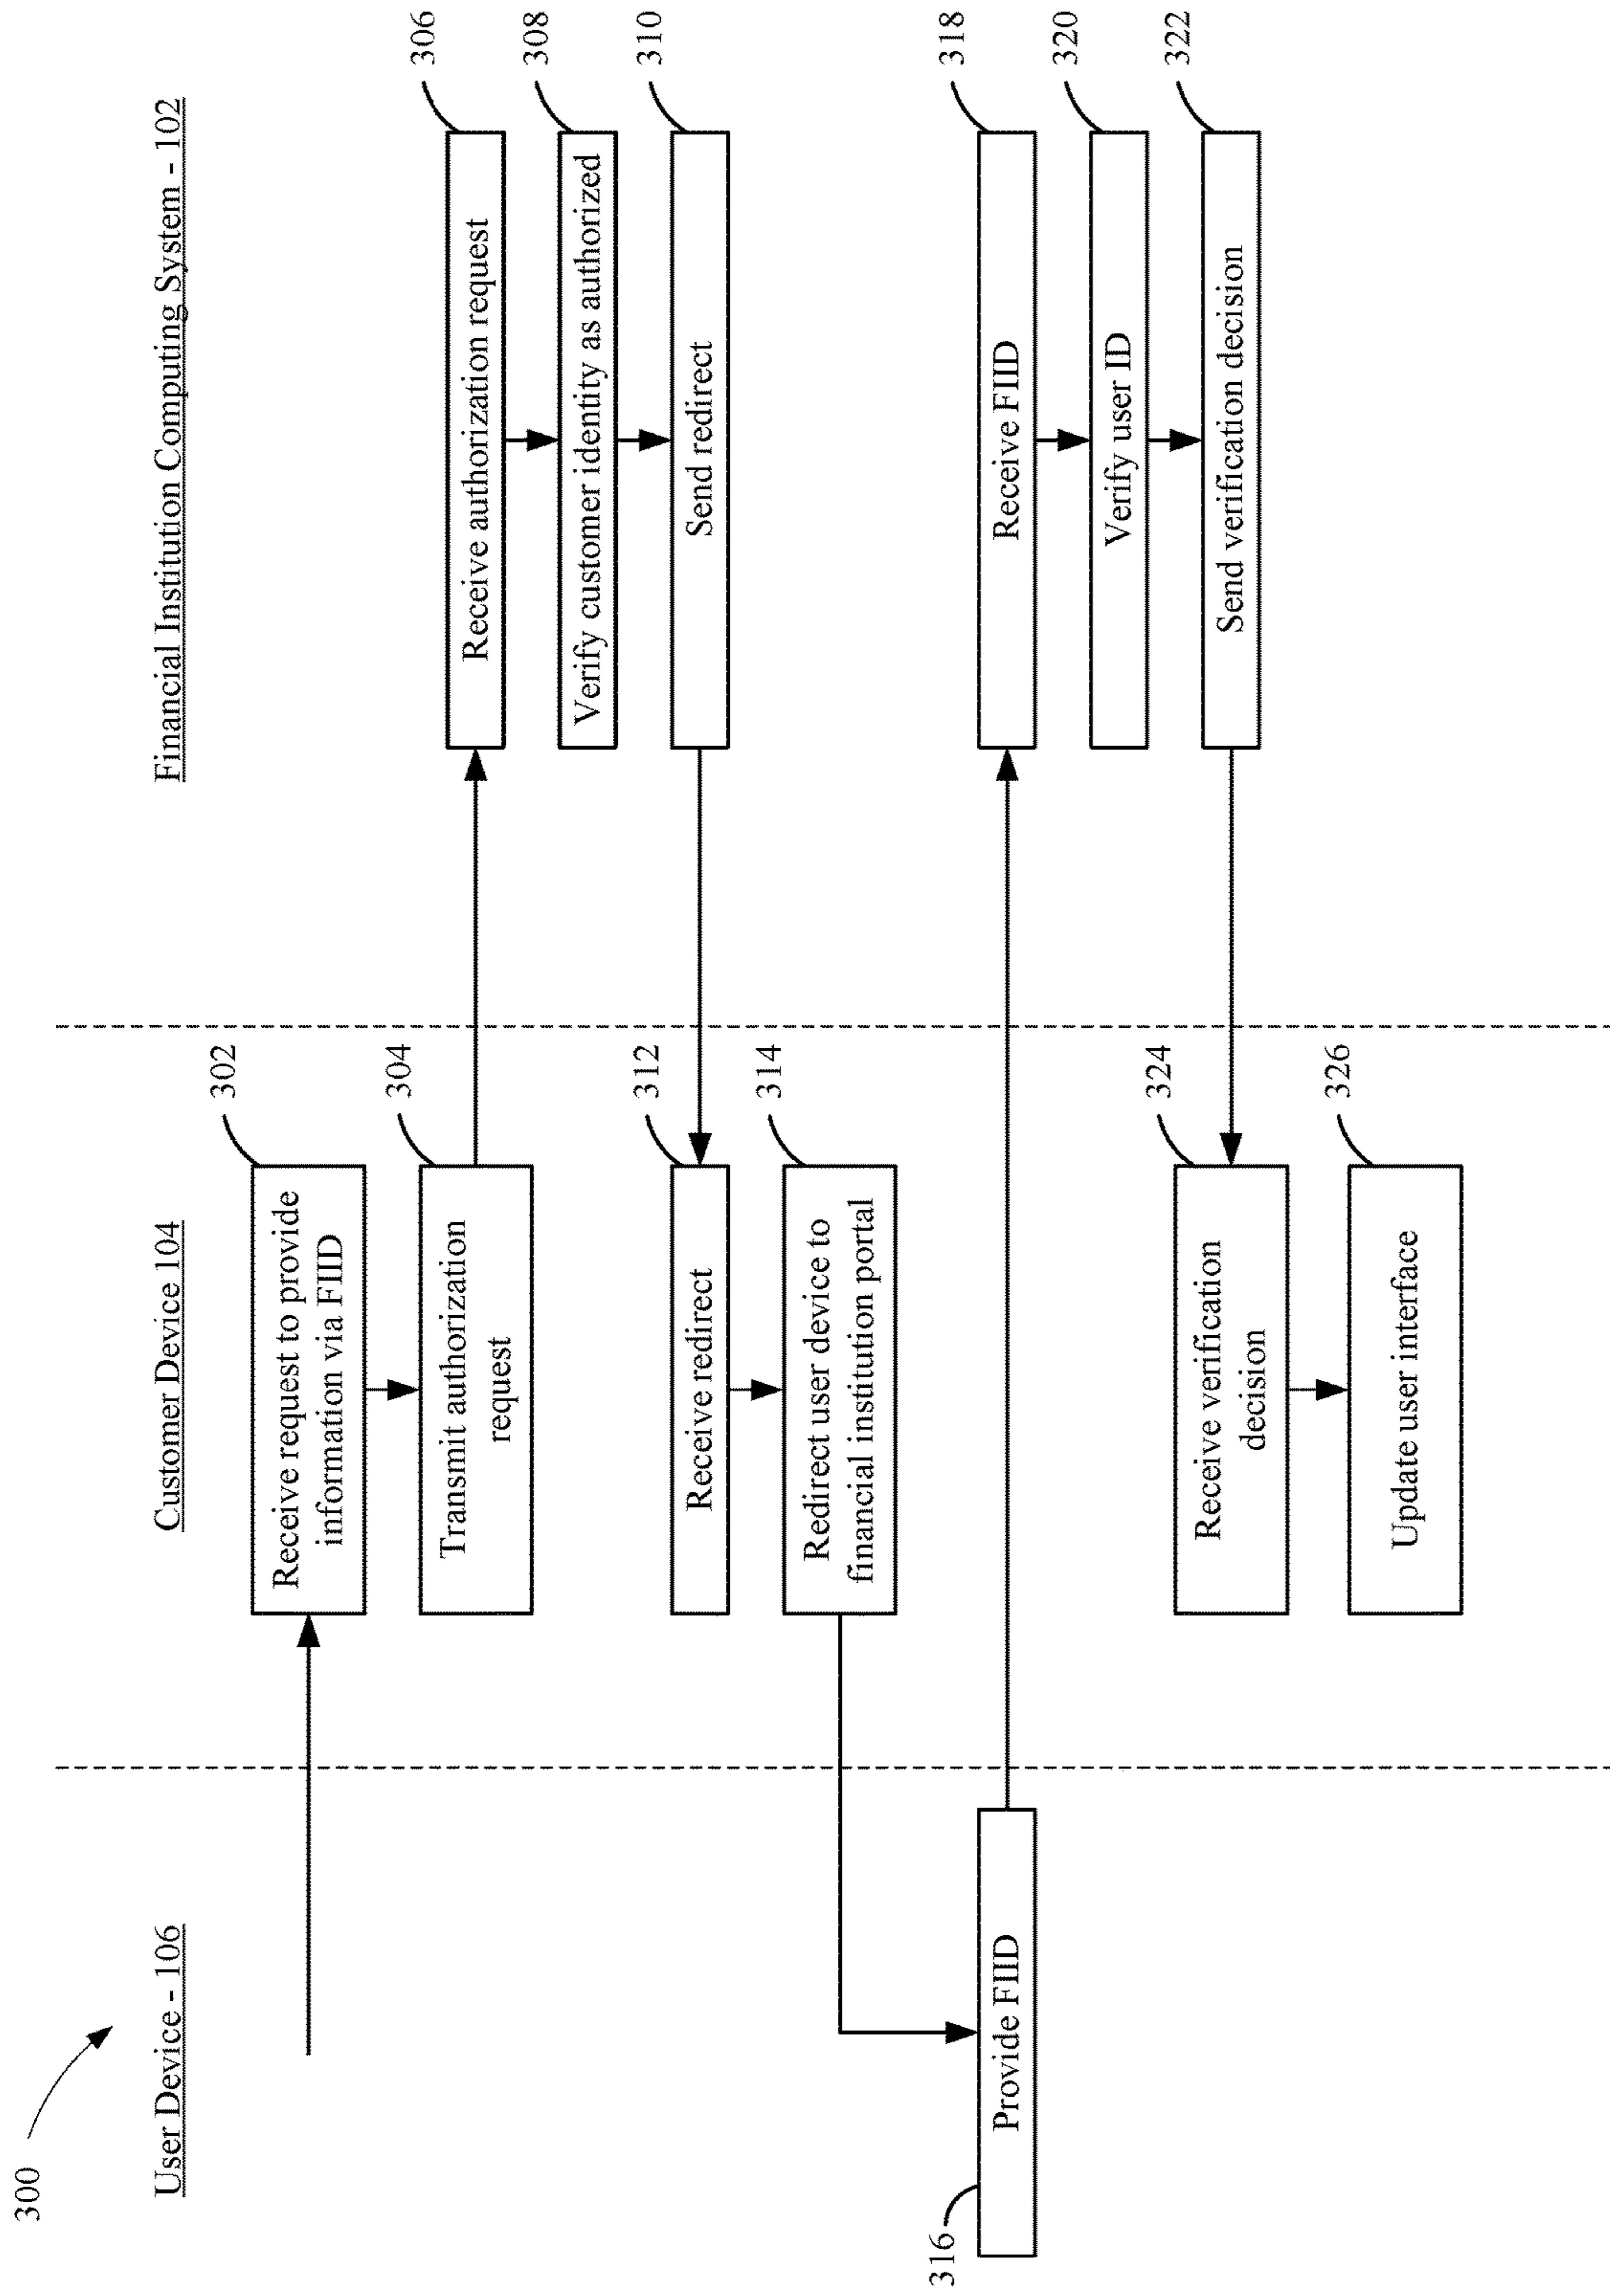 300
User Device - 106
Customer Device 104
Financial Institution Computing System - 102
302
Receive request to provide
information via FIID
304
Transmit authorization
request
306
Receive authorization request
308
Verify customer identity as authorized
310
Send redirect
312
Receive redirect
314
Redirect user device to
financial institution portal
316
Provide FIID
318
Receive FIID
320
Verify user ID
322
Send verification decision
324
Receive verification
decision
326
Update user interface